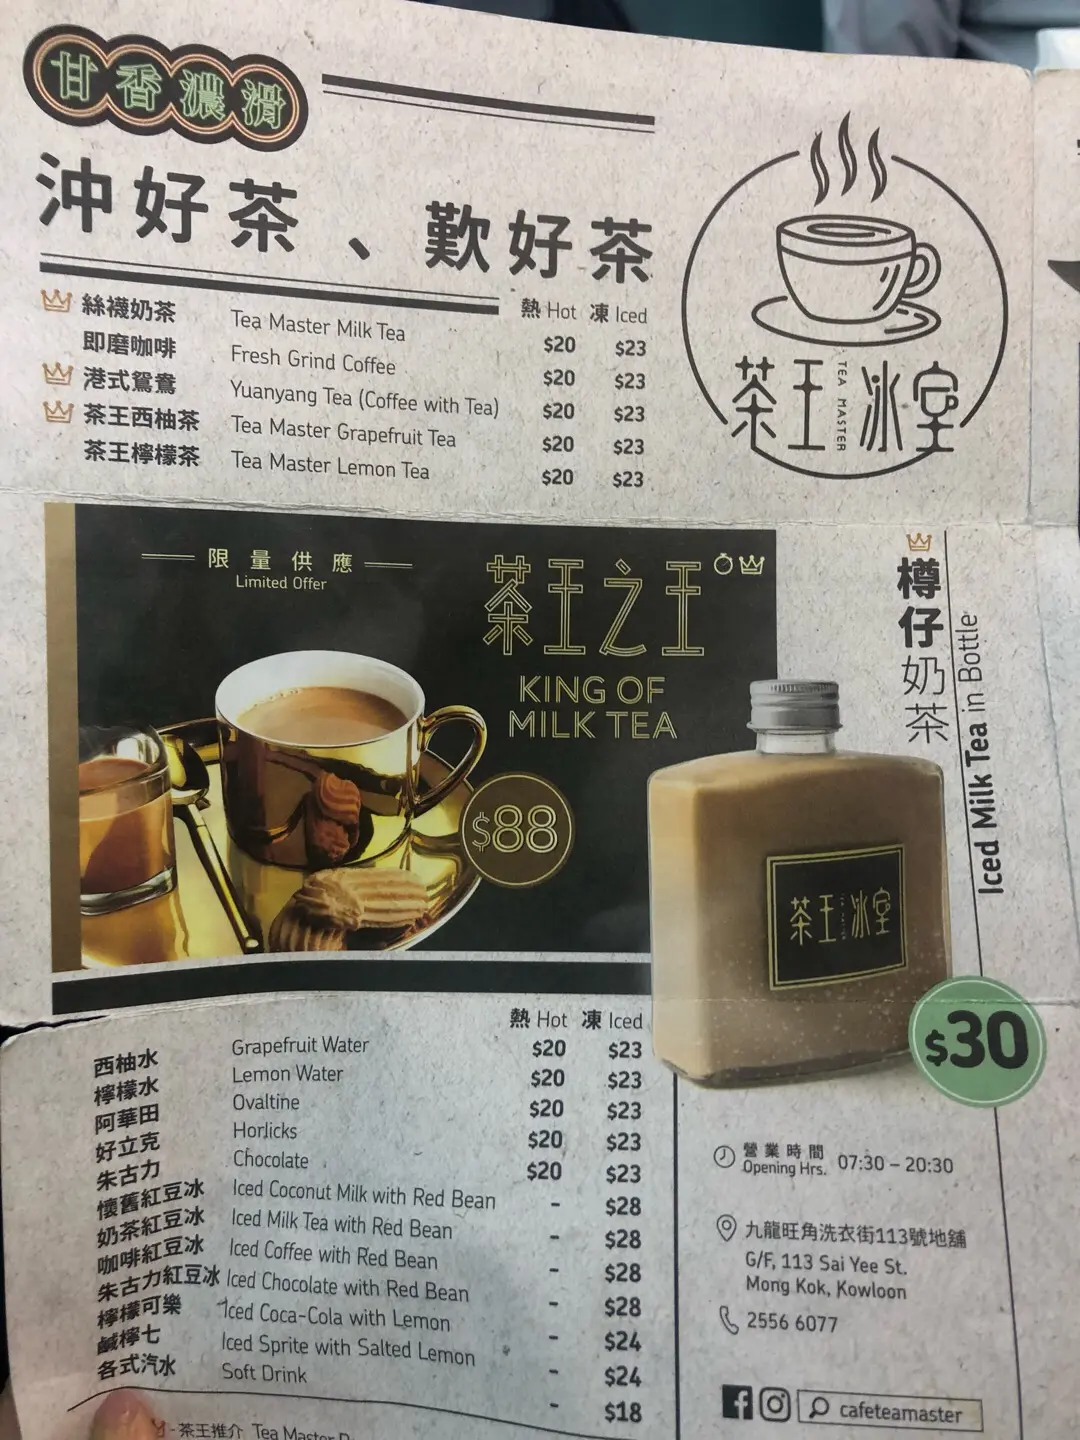 甘香濃滑
沖好茶、歎好茶
熱 Hot 凍 Iced
絲襪奶茶 Tea Master Milk Tea $20 $23
即磨咖啡 Fresh Grind Coffee $20 $23
港式鴛鴦 Yuanyang Tea (Coffee with Tea) $20 $23
茶王西柚茶 Tea Master Grapefruit Tea $20 $23
茶王檸檬茶 Tea Master Lemon Tea $20 $23
茶王冰室
TEA MASTER
限量供應
Limited Offer
茶王之王
KING OF
MILK TEA
$88
樽仔奶茶
Iced Milk Tea in Bottle
茶王冰室
$30
熱 Hot 凍 Iced
西柚水 Grapefruit Water $20 $23
檸檬水 Lemon Water $20 $23
阿華田 Ovaltine $20 $23
好立克 Horlicks $20 $23
朱古力 Chocolate $20 $23
懷舊紅豆冰 Iced Coconut Milk with Red Bean - $28
奶茶紅豆冰 Iced Milk Tea with Red Bean - $28
咖啡紅豆冰 Iced Coffee with Red Bean - $28
朱古力紅豆冰 Iced Chocolate with Red Bean - $28
檸檬可樂 Iced Coca-Cola with Lemon - $24
鹹檸七 Iced Sprite with Salted Lemon - $24
各式汽水 Soft Drink - $18
- 茶王推介 Tea Master
營業時間
Opening Hrs. 07:30 – 20:30
九龍旺角洗衣街113號地舖
G/F, 113 Sai Yee St.
Mong Kok, Kowloon
2556 6077
cafeteamaster